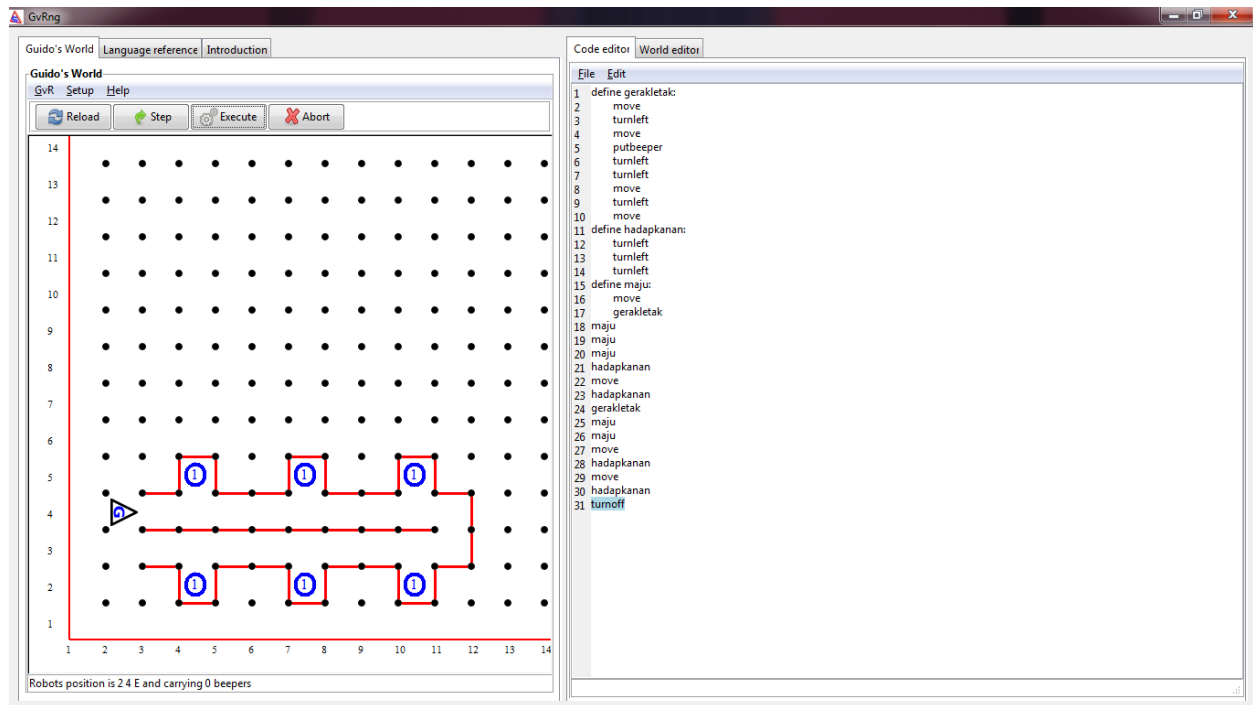 GvRng
Guido's World Language reference Introduction
Guido's World
GvR Setup Help
Reload Step Execute Abort
14
13
12
11
10
9
8
7
6
5
4
3
2
1
1 1 1
G
1 1 1
1 2 3 4 5 6 7 8 9 10 11 12 13 14
Robots position is 2 4 E and carrying 0 beepers
Code editor World editor
File Edit
1 define gerakletak:
2 move
3 turnleft
4 move
5 putbeeper
6 turnleft
7 turnleft
8 move
9 turnleft
10 move
11 define hadapkanan:
12 turnleft
13 turnleft
14 turnleft
15 define maju:
16 move
17 gerakletak
18 maju
19 maju
20 maju
21 hadapkanan
22 move
23 hadapkanan
24 gerakletak
25 maju
26 maju
27 move
28 hadapkanan
29 move
30 hadapkanan
31 turnoff